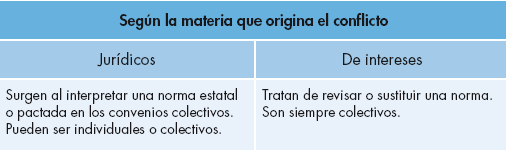 Según la materia que origina el conflicto
Jurídicos
De intereses
Surgen al interpretar una norma estatal
o pactada en los convenios colectivos.
Pueden ser individuales o colectivos.
Tratan de revisar o sustituir una norma.
Son siempre colectivos.